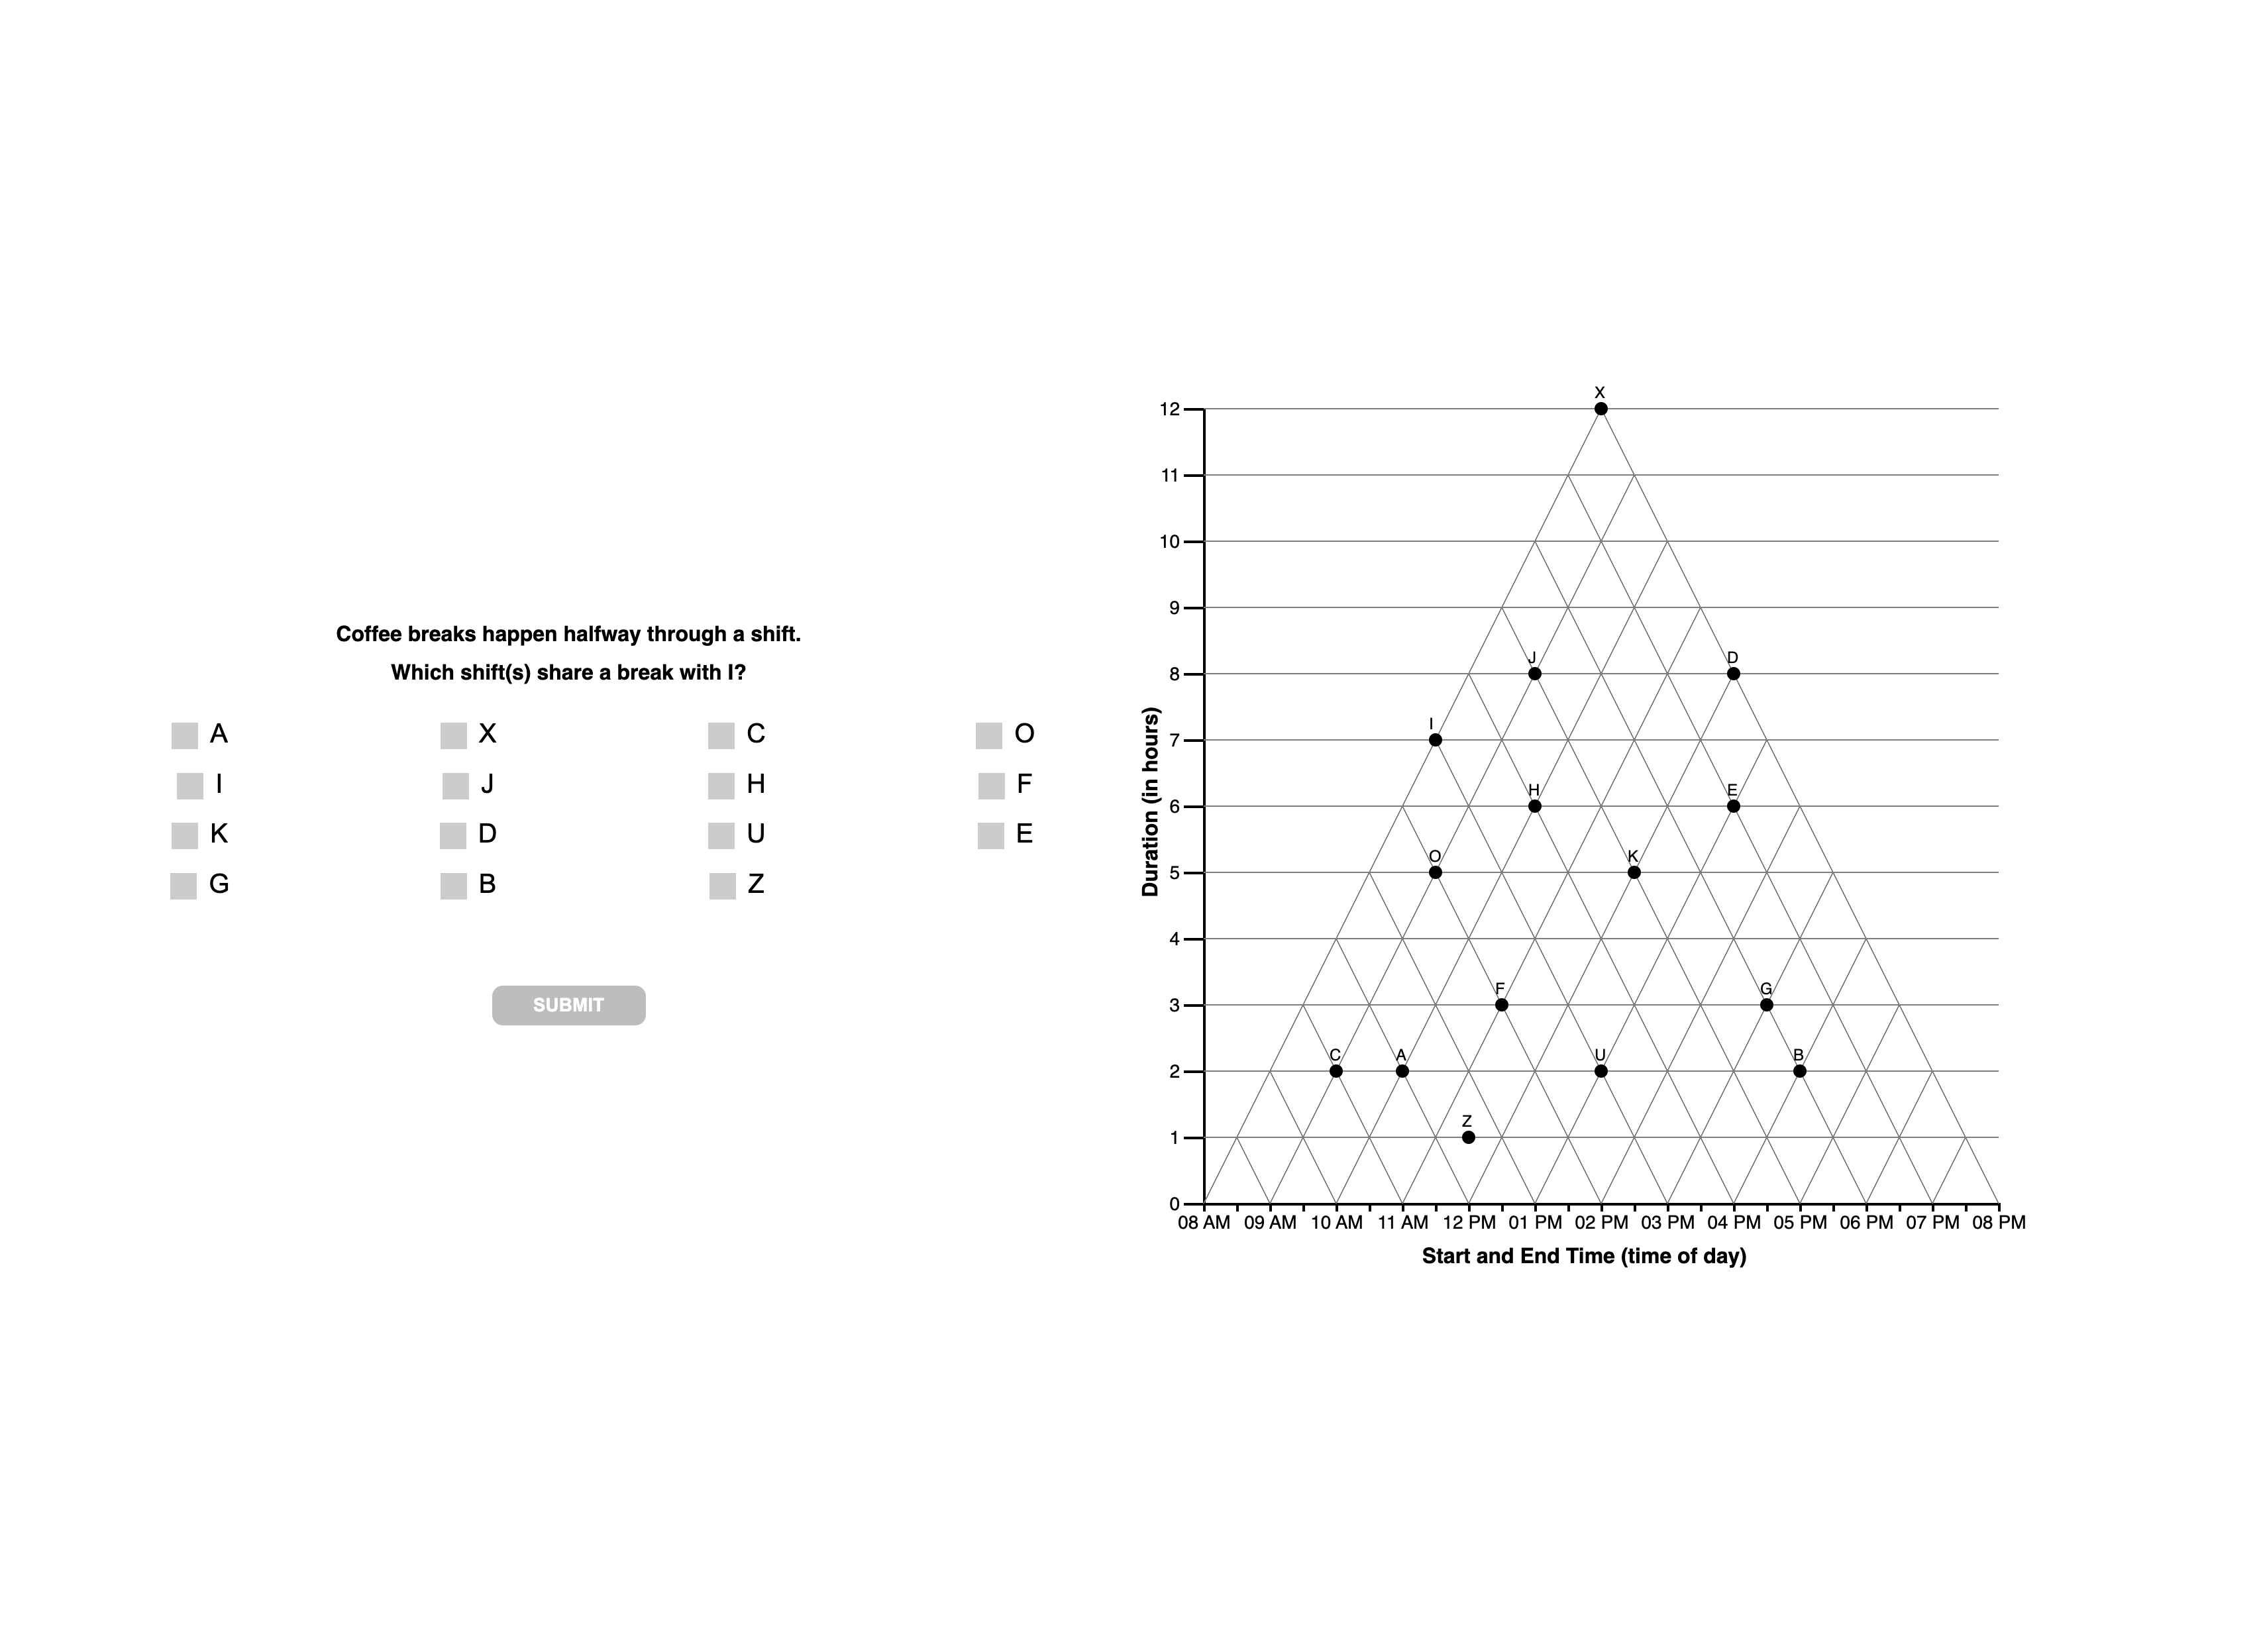 Coffee breaks happen halfway through a shift.
Which shift(s) share a break with I?
A X C O
I J H F
K D U E
G B Z
SUBMIT
X
12
11
10
9
J D
8
I
7
H E
6
O K
5
4
F G
3
C A U B
2
Z
1
0
08 AM 09 AM 10 AM 11 AM 12 PM 01 PM 02 PM 03 PM 04 PM 05 PM 06 PM 07 PM 08 PM
Duration (in hours)
Start and End Time (time of day)